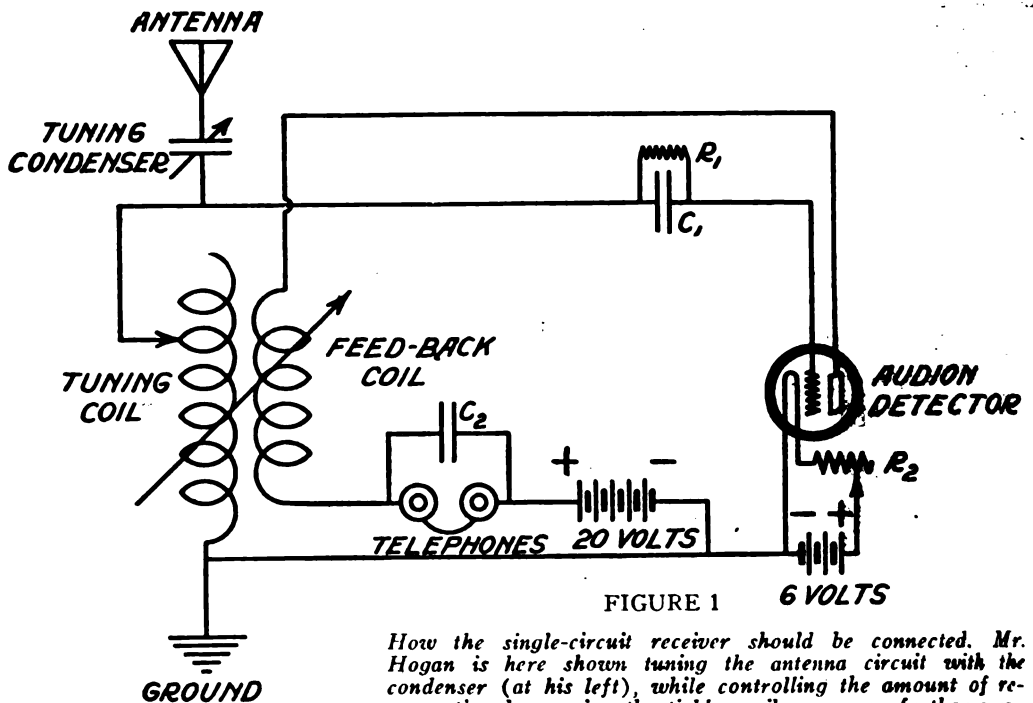 ANTENNA
TUNING
CONDENSER
R1
C1
FEED-BACK
COIL
TUNING
COIL
AUDION
DETECTOR
C2
+ −
R2
− +
TELEPHONES
20 VOLTS
6 VOLTS
FIGURE 1
How the single-circuit receiver should be connected. Mr.
Hogan is here shown tuning the antenna circuit with the
condenser (at his left), while controlling the amount of re-
GROUND